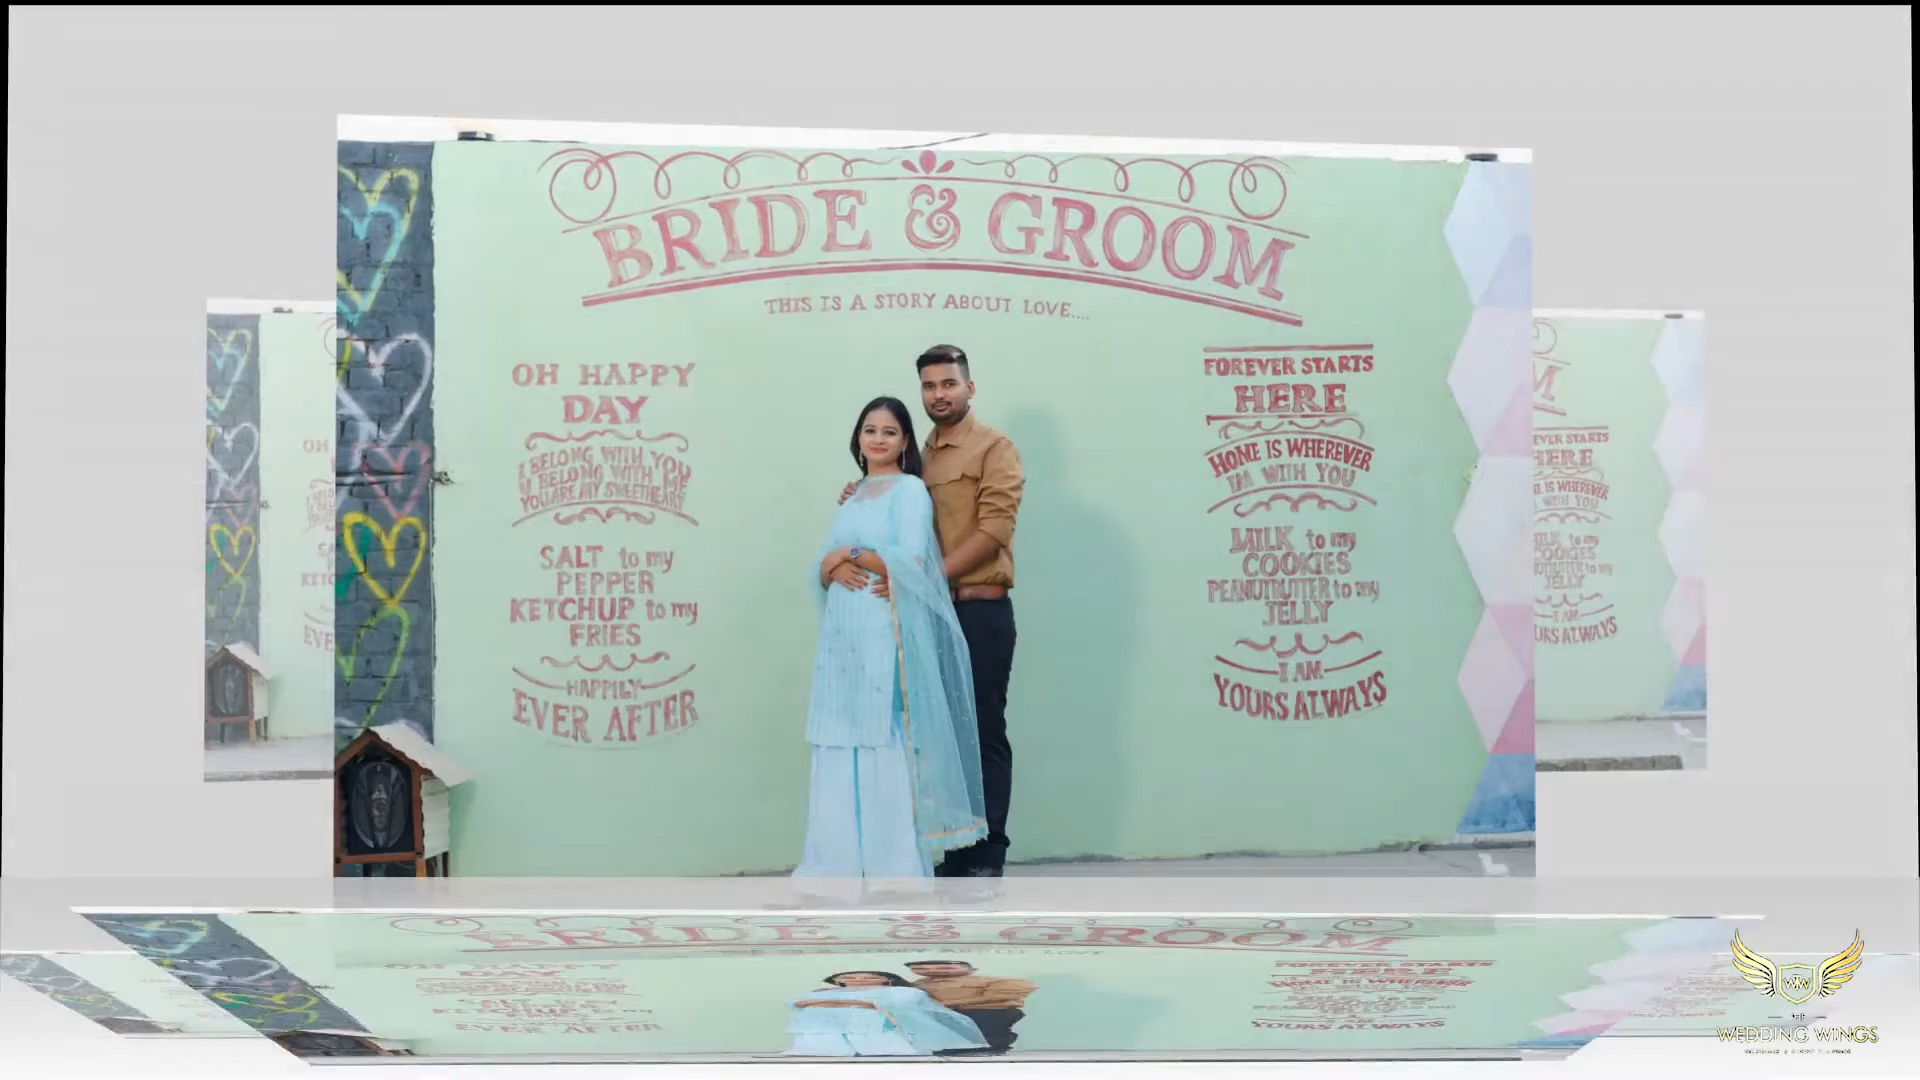 BRIDE & GROOM
THIS IS A STORY ABOUT LOVE....
OH HAPPY
DAY
I BELONG WITH YOU
U BELONG WITH ME
YOU ARE MY SWEETHEART
SALT to my
PEPPER
KETCHUP to my
FRIES
HAPPILY
EVER AFTER
FOREVER STARTS
HERE
HOME IS WHEREVER
IM WITH YOU
MILK to my
COOKIES
PEANUTBUTTER to my
JELLY
I AM
YOURS ALWAYS
THE
WEDDING WINGS